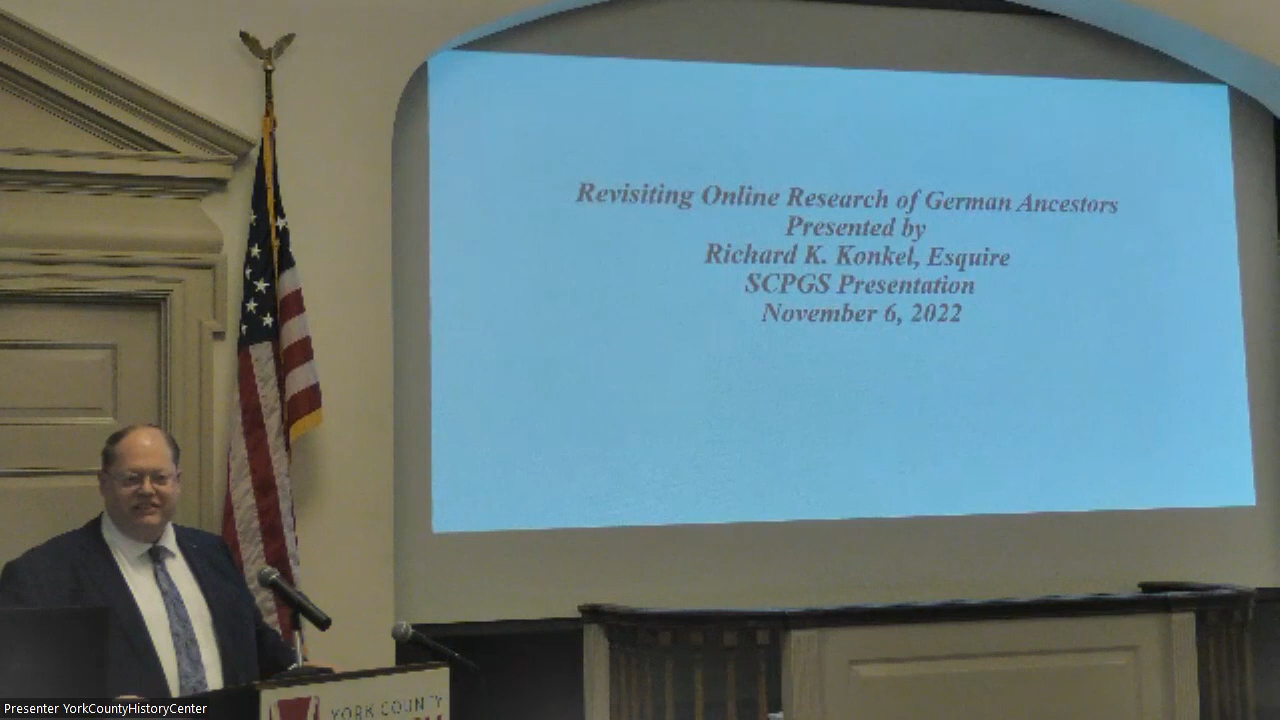 Revisiting Online Research of German Ancestors
Presented by
Richard K. Konkel, Esquire
SCPGS Presentation
November 6, 2022
YORK COUNTY
Presenter YorkCountyHistoryCenter